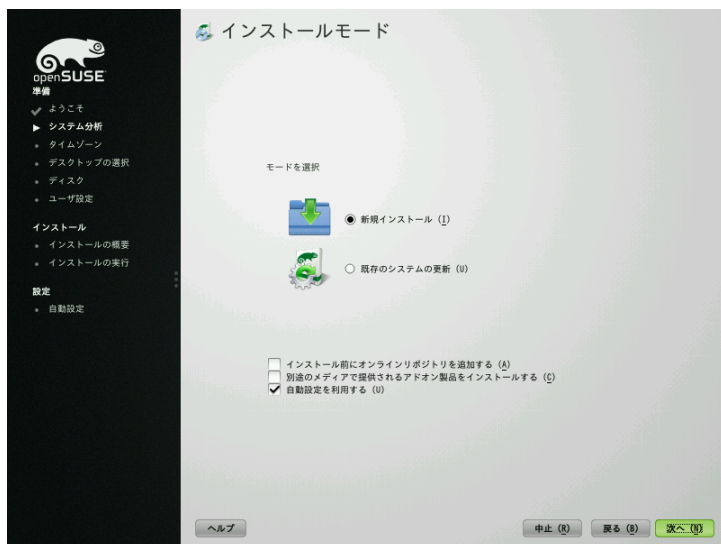 インストールモード
openSUSE
準備
ようこそ
システム分析
タイムゾーン
デスクトップの選択
ディスク
ユーザ設定
インストール
インストールの概要
インストールの実行
設定
自動設定
モードを選択
新規インストール (I)
既存のシステムの更新 (U)
インストール前にオンラインリポジトリを追加する (A)
別途のメディアで提供されるアドオン製品をインストールする (C)
自動設定を利用する (U)
ヘルプ
中止 (R)
戻る (B)
次へ (N)